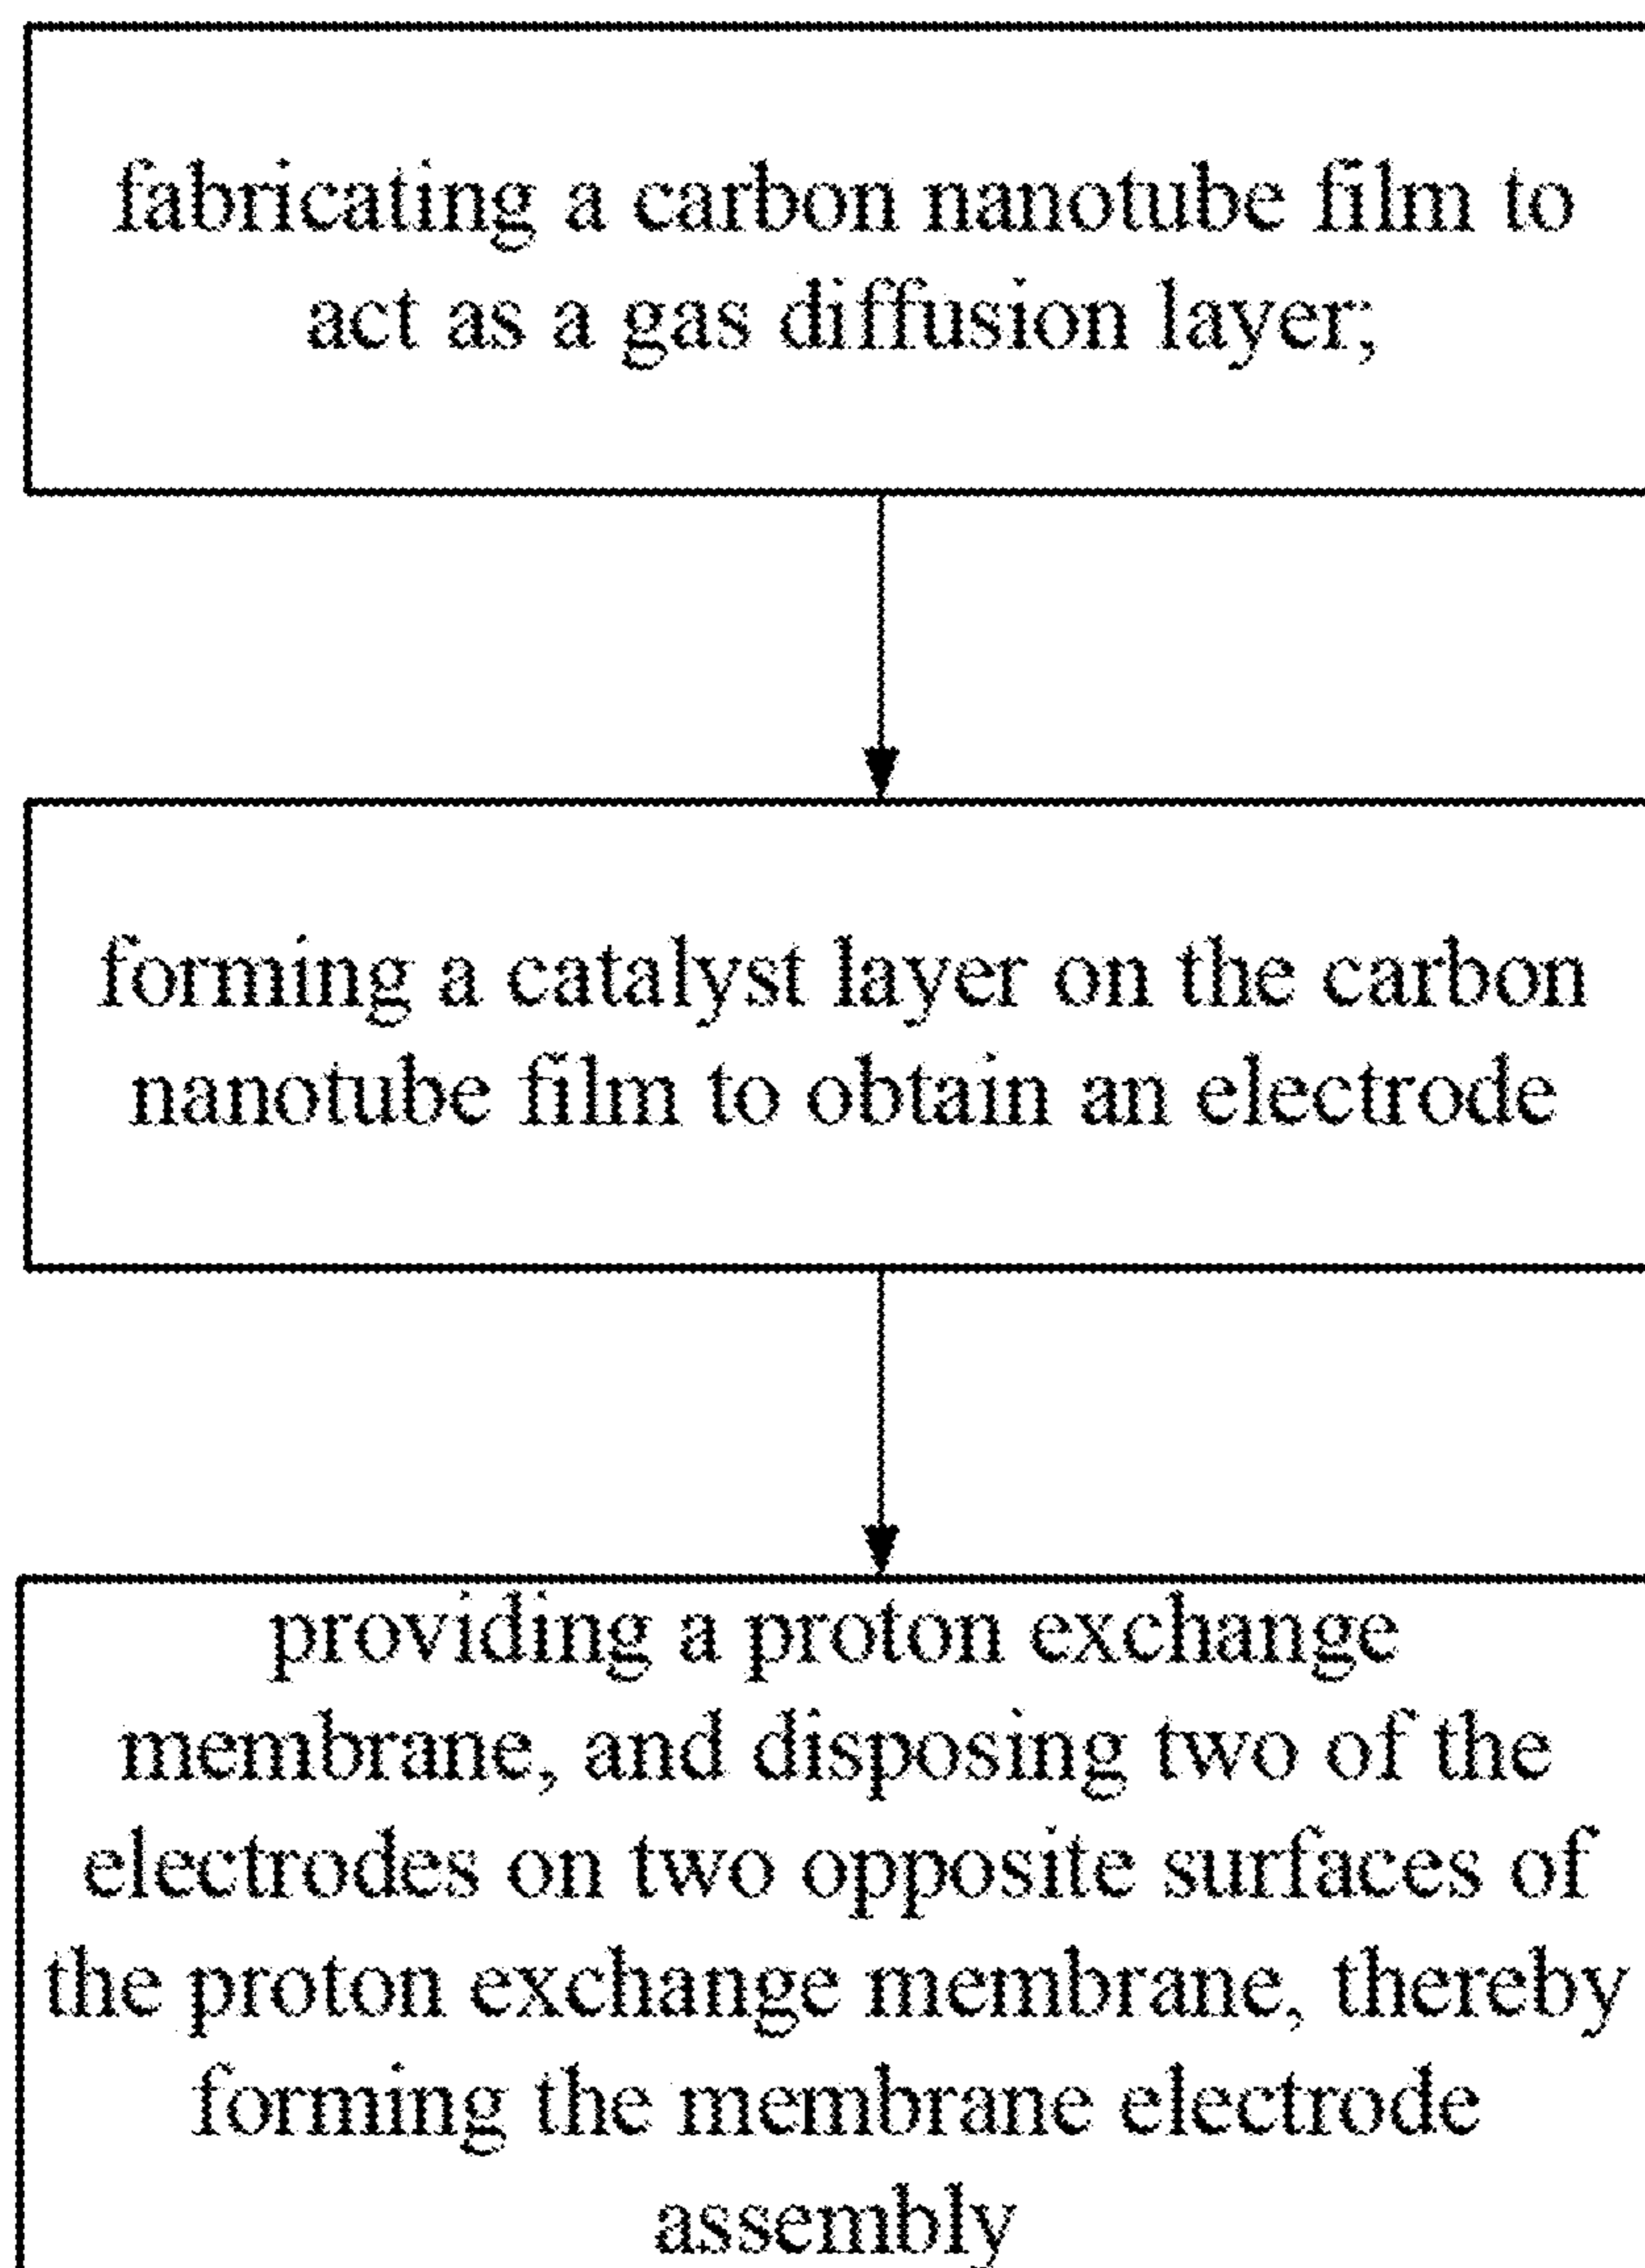 fabricating a carbon nanotube film to
act as a gas diffusion layer;
forming a catalyst layer on the carbon
nanotube film to obtain an electrode
providing a proton exchange
membrane, and disposing two of the
electrodes on two opposite surfaces of
the proton exchange membrane, thereby
forming the membrane electrode
assembly